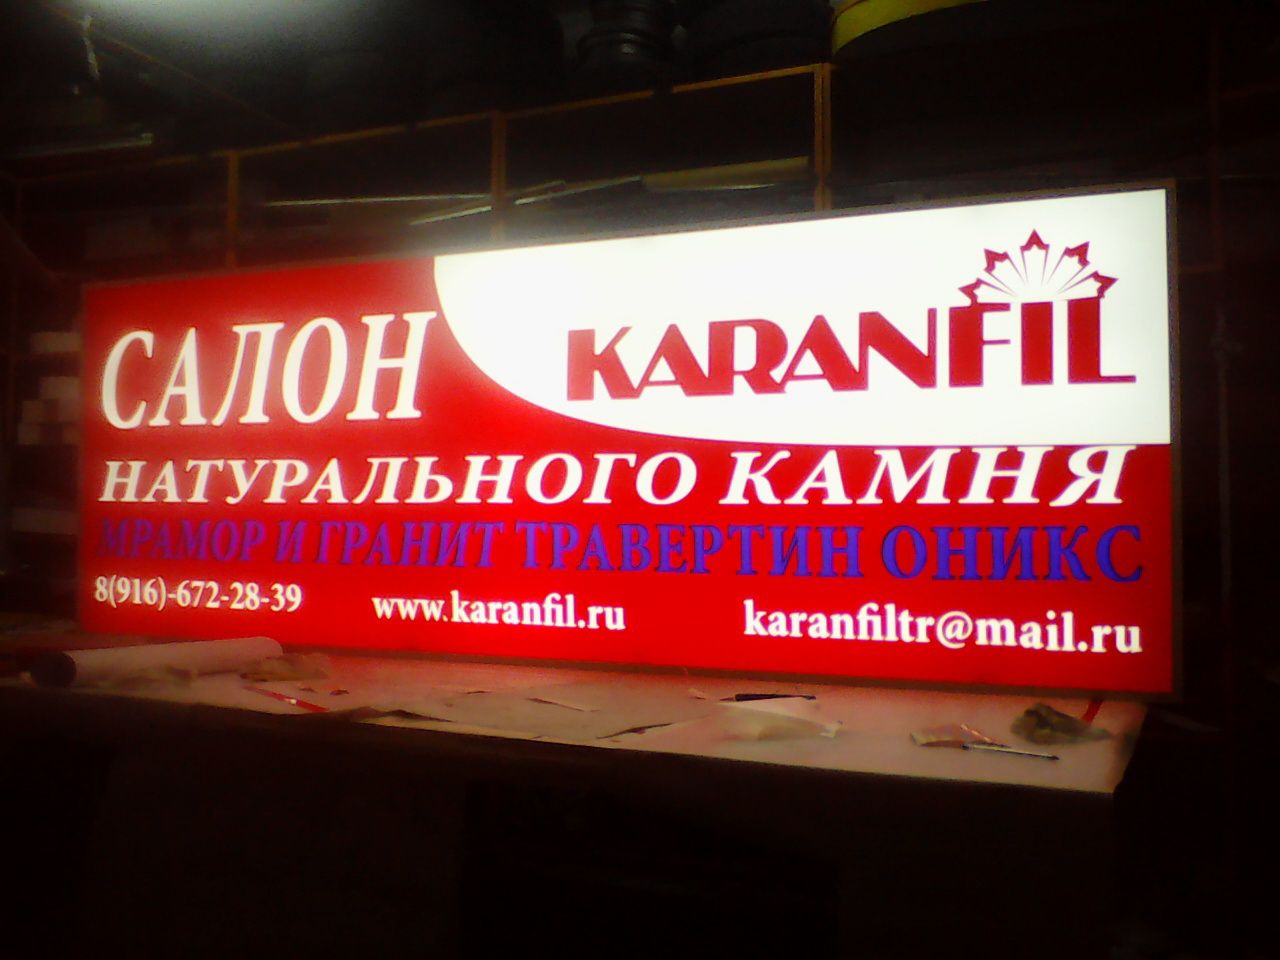 САЛОН
KARANFIL
НАТУРАЛЬНОГО КАМНЯ
МРАМОР И ГРАНИТ ТРАВЕРТИН ОНИКС
8(916)-672-28-39 www.karanfil.ru karanfiltr@mail.ru